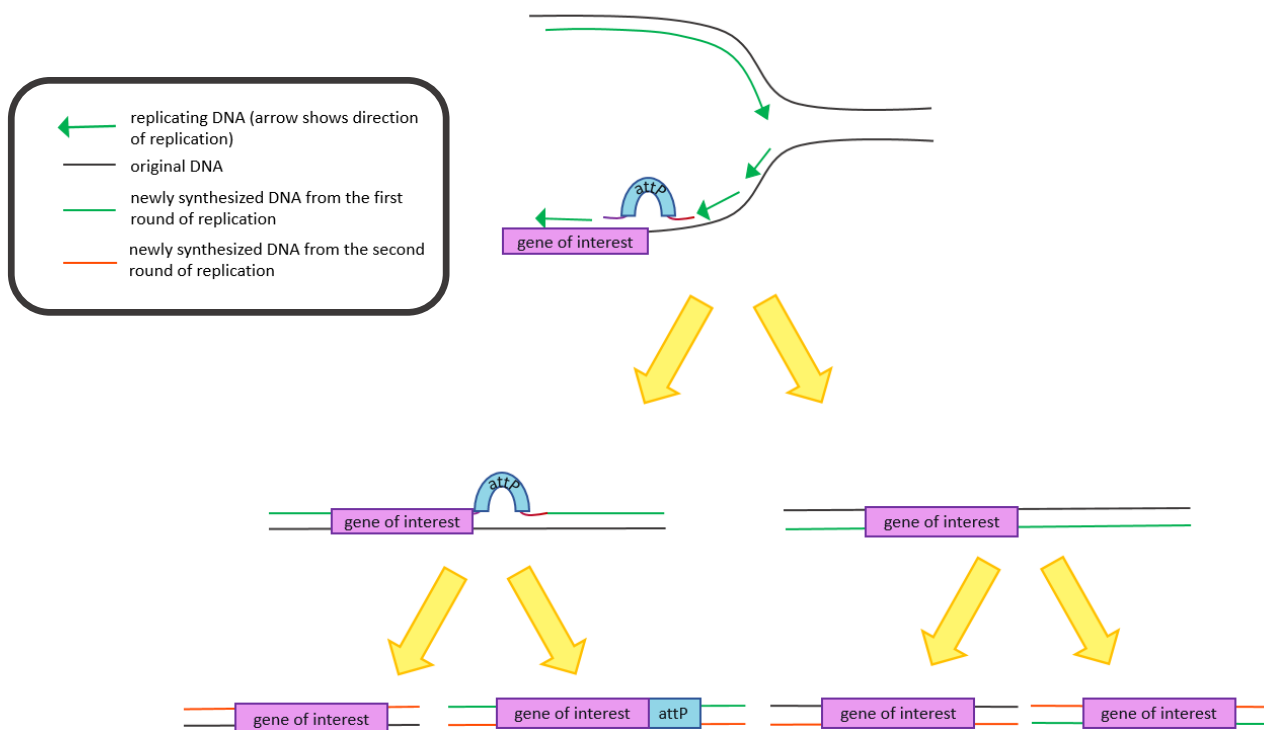 replicating DNA (arrow shows direction
of replication)
original DNA
newly synthesized DNA from the first
round of replication
newly synthesized DNA from the second
round of replication
attP
gene of interest
attP
gene of interest
gene of interest
gene of interest
gene of interest
attP
gene of interest
gene of interest